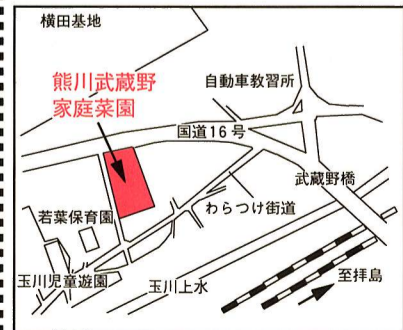 横田基地
熊川武蔵野
家庭菜園
自動車教習所
国道16号
武蔵野橋
わらつけ街道
若葉保育園
玉川児童遊園
玉川上水
至拝島